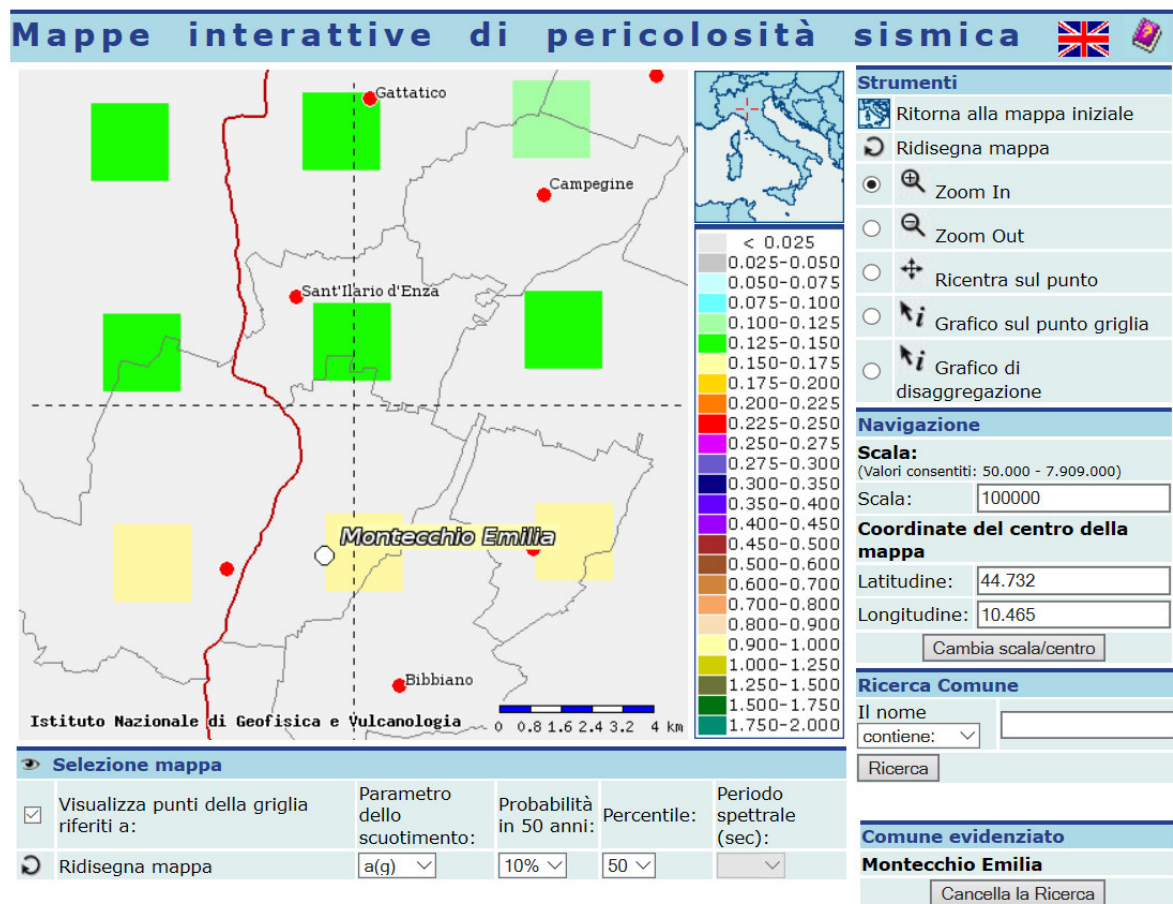 Mappe interattive di pericolosità sismica
Gattatico
Campegine
Sant'Ilario d'Enza
Montecchio Emilia
Bibbiano
Istituto Nazionale di Geofisica e Vulcanologia
0 0.8 1.6 2.4 3.2 4 km
< 0.025
0.025-0.050
0.050-0.075
0.075-0.100
0.100-0.125
0.125-0.150
0.150-0.175
0.175-0.200
0.200-0.225
0.225-0.250
0.250-0.275
0.275-0.300
0.300-0.350
0.350-0.400
0.400-0.450
0.450-0.500
0.500-0.600
0.600-0.700
0.700-0.800
0.800-0.900
0.900-1.000
1.000-1.250
1.250-1.500
1.500-1.750
1.750-2.000
Strumenti
Ritorna alla mappa iniziale
Ridisegna mappa
Zoom In
Zoom Out
Ricentra sul punto
i Grafico sul punto griglia
i Grafico di
disaggregazione
Navigazione
Scala:
(Valori consentiti: 50.000 - 7.909.000)
Scala: 100000
Coordinate del centro della
mappa
Latitudine: 44.732
Longitudine: 10.465
Cambia scala/centro
Ricerca Comune
Il nome
contiene:
Ricerca
Comune evidenziato
Montecchio Emilia
Cancella la Ricerca
Selezione mappa
Visualizza punti della griglia
riferiti a:
Parametro
dello
scuotimento:
Probabilità
in 50 anni:
Percentile:
Periodo
spettrale
(sec):
Ridisegna mappa
a(g)
10%
50